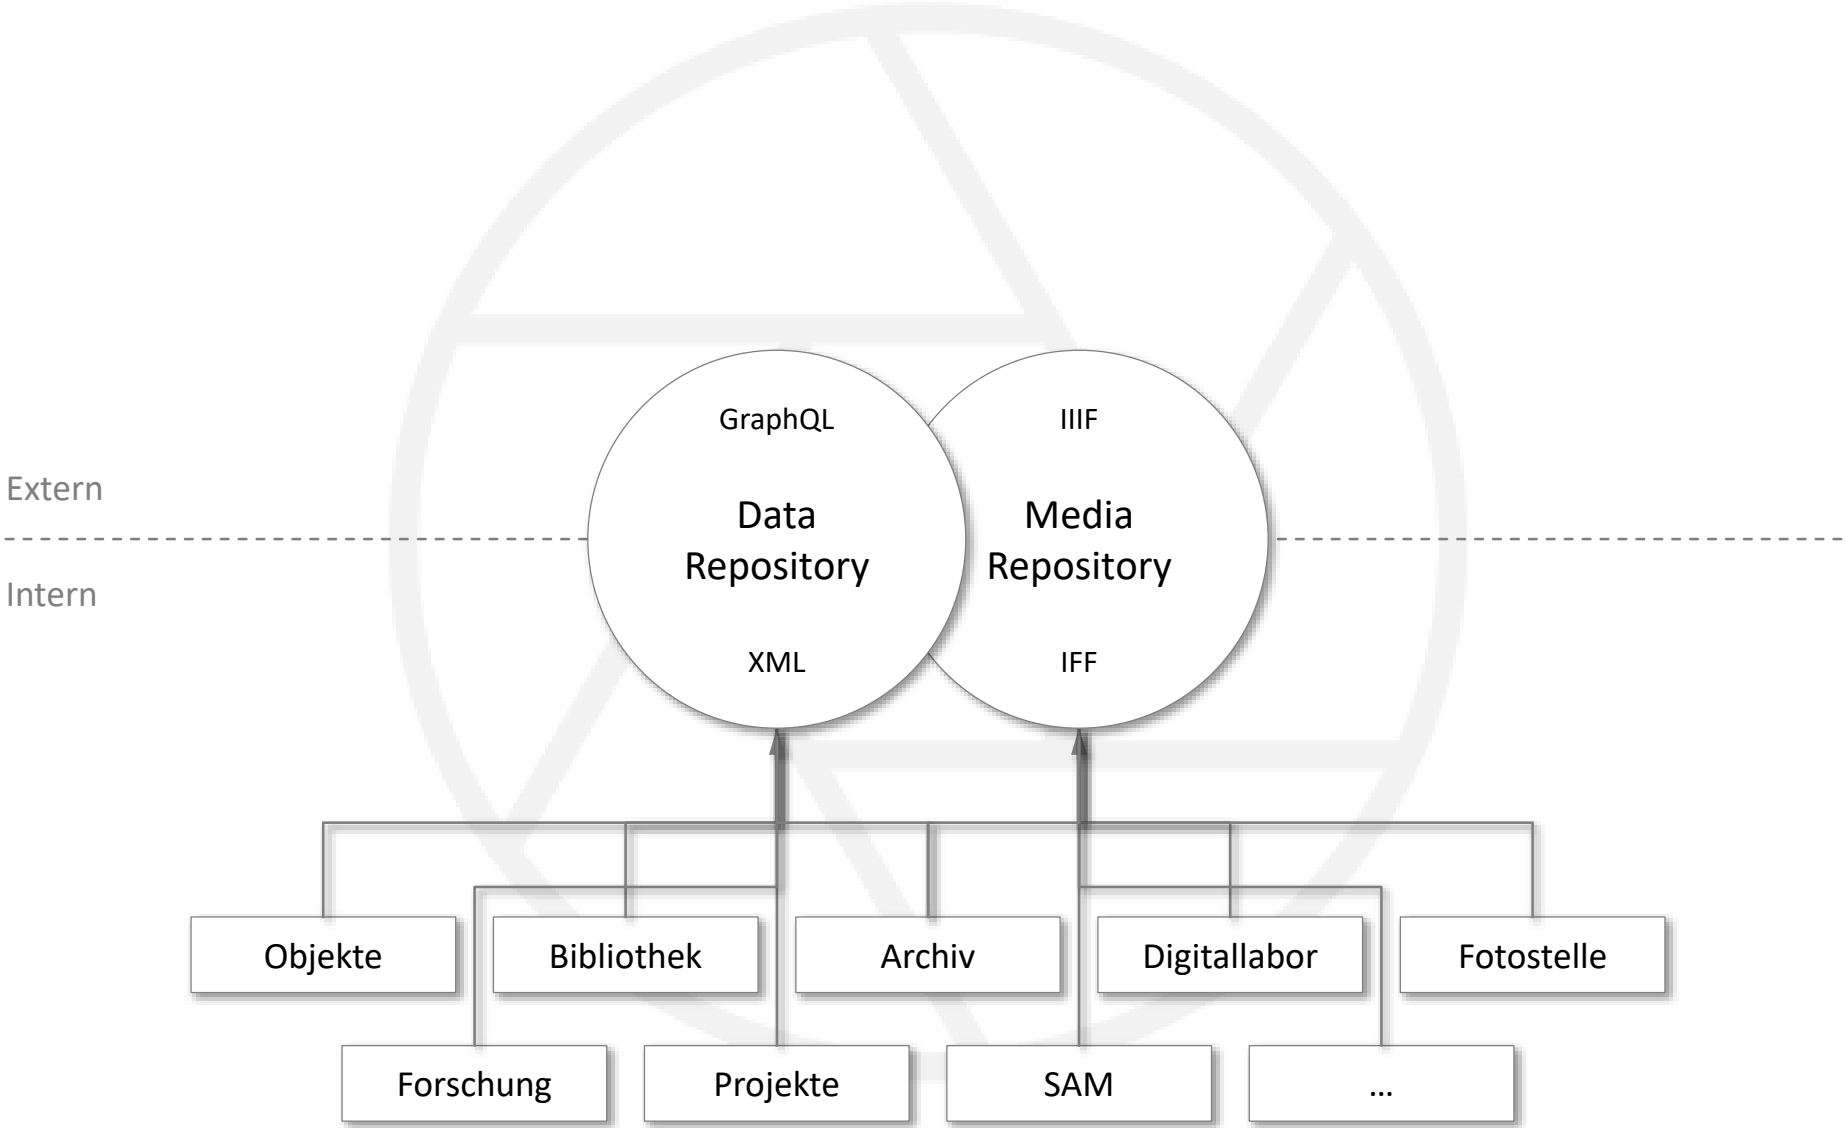 GraphQL
IIIF
Extern
Data
Repository
Media
Repository
Intern
XML
IFF
Objekte
Bibliothek
Archiv
Digitallabor
Fotostelle
Forschung
Projekte
SAM
...